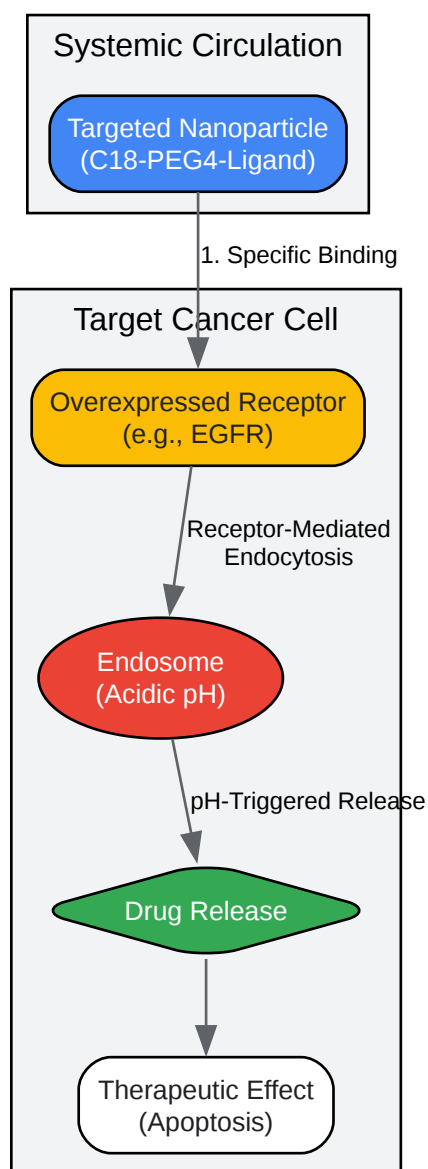 Systemic Circulation
Targeted Nanoparticle
(C18-PEG4-Ligand)
1. Specific Binding
Target Cancer Cell
Overexpressed Receptor
(e.g., EGFR)
Receptor-Mediated
Endocytosis
Endosome
(Acidic pH)
pH-Triggered Release
Drug Release
Therapeutic Effect
(Apoptosis)